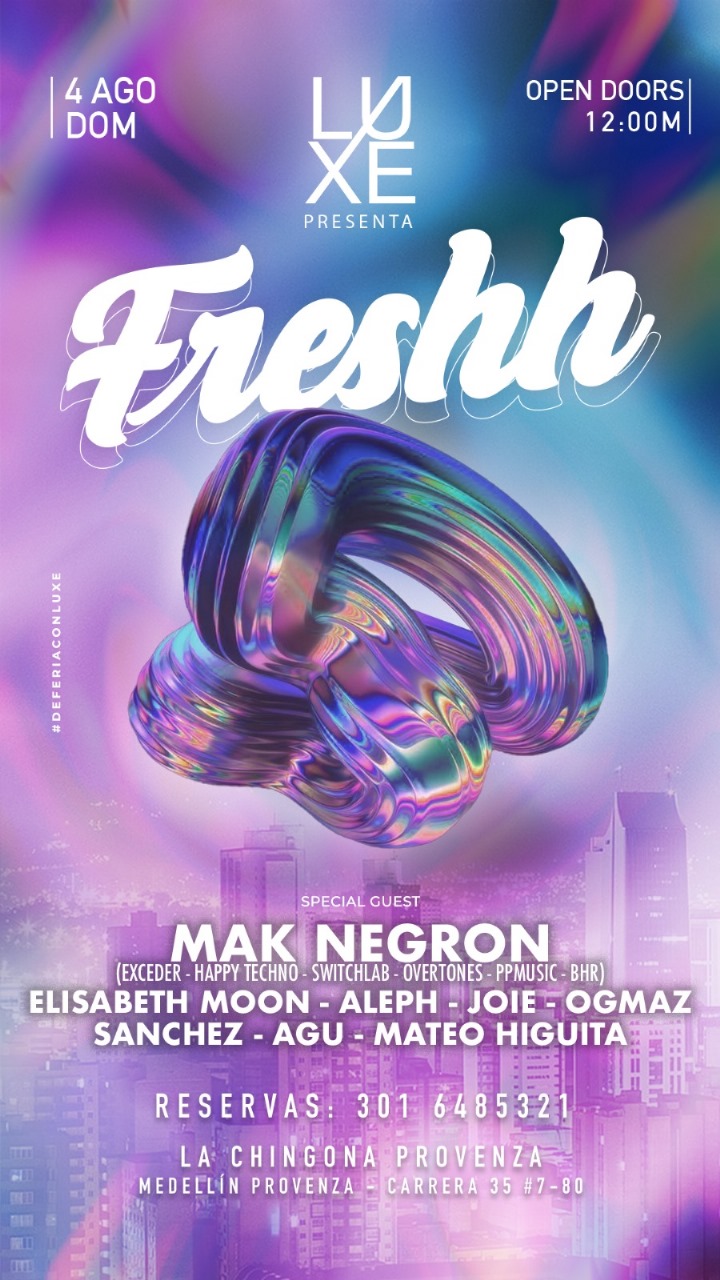 4 AGO
DOM
LUXE
PRESENTA
OPEN DOORS
12:00M
Freshh
#DEFERIACONLUXE
SPECIAL GUEST
MAK NEGRON
(EXCEDER - HAPPY TECHNO - SWITCHLAB - OVERTONES - PPMUSIC - BHR)
ELISABETH MOON - ALEPH - JOIE - OGMAZ
SANCHEZ - AGU - MATEO HIGUITA
RESERVAS: 301 6485321
LA CHINGONA PROVENZA
MEDELLÍN PROVENZA - CARRERA 35 #7-80